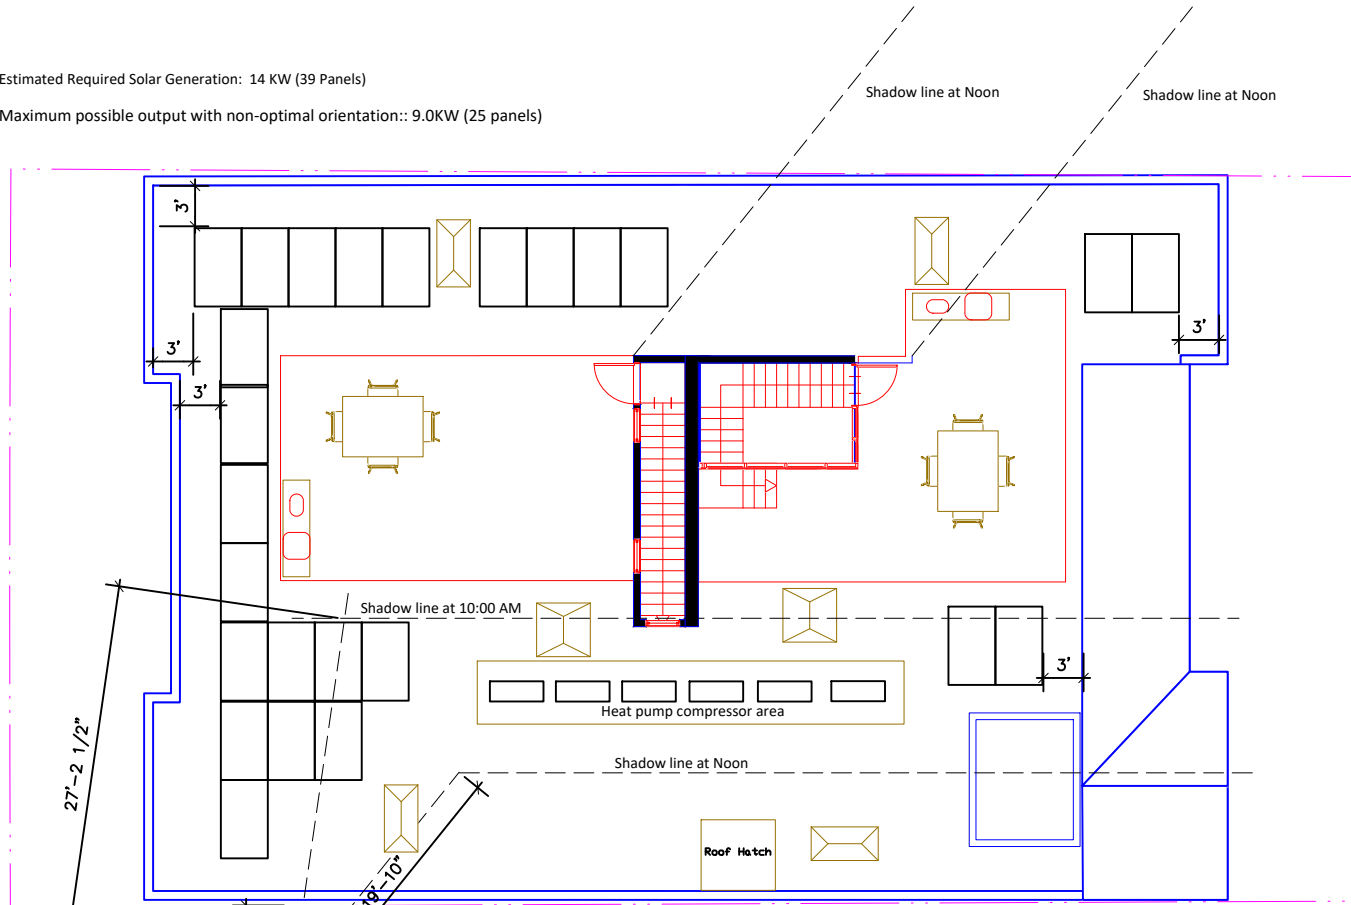 Estimated Required Solar Generation: 14 KW (39 Panels)
Maximum possible output with non-optimal orientation:: 9.0KW (25 panels)
Shadow line at Noon
Shadow line at Noon
3'
3'
3'
3'
Shadow line at 10:00 AM
3'
Heat pump compressor area
27'-2 1/2"
Shadow line at Noon
Roof Hatch
19'-10"